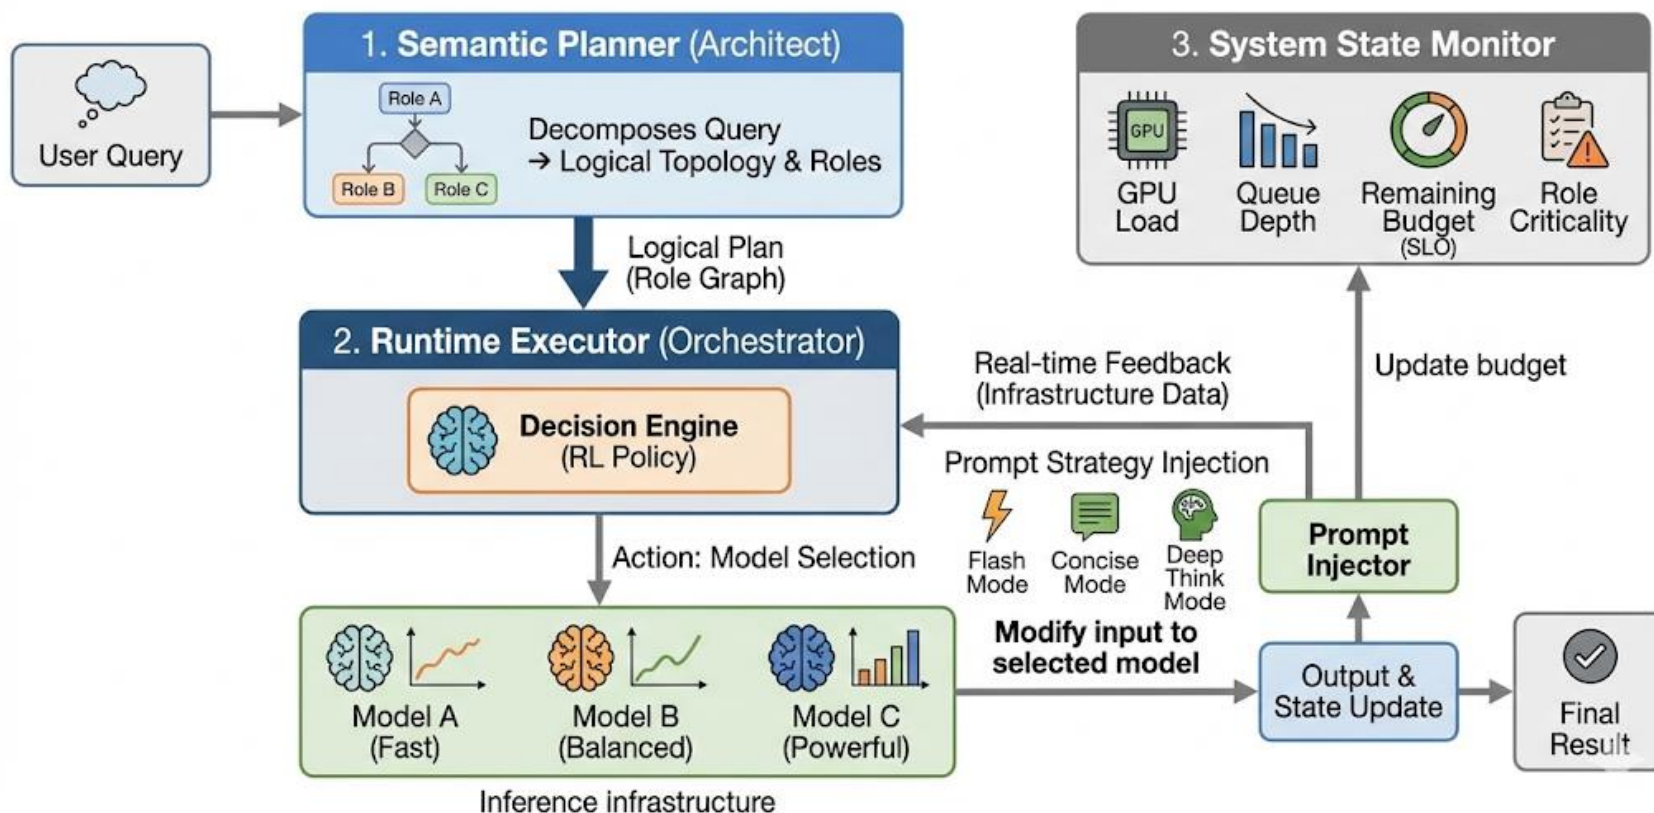 User Query
1. Semantic Planner (Architect)
Role A
Role B
Role C
Decomposes Query
→ Logical Topology & Roles
Logical Plan
(Role Graph)
2. Runtime Executor (Orchestrator)
Decision Engine
(RL Policy)
Action: Model Selection
Model A
(Fast)
Model B
(Balanced)
Model C
(Powerful)
Inference infrastructure
3. System State Monitor
GPU
GPU
Load
Queue
Depth
Remaining
Budget
(SLO)
Role
Criticality
Real-time Feedback
(Infrastructure Data)
Update budget
Prompt Strategy Injection
Flash
Mode
Concise
Mode
Deep
Think
Mode
Modify input to
selected model
Prompt
Injector
Output &
State Update
Final
Result